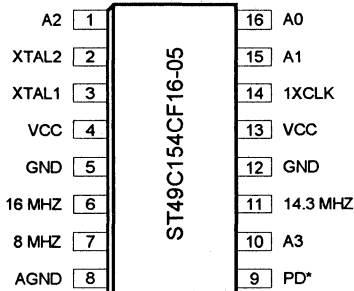 A2 1 16 A0
XTAL2 2 15 A1
XTAL1 3 14 1XCLK
VCC 4 13 VCC
GND 5 12 GND
16 MHZ 6 11 14.3 MHZ
8 MHZ 7 10 A3
AGND 8 9 PD*
ST49C154CF16-05